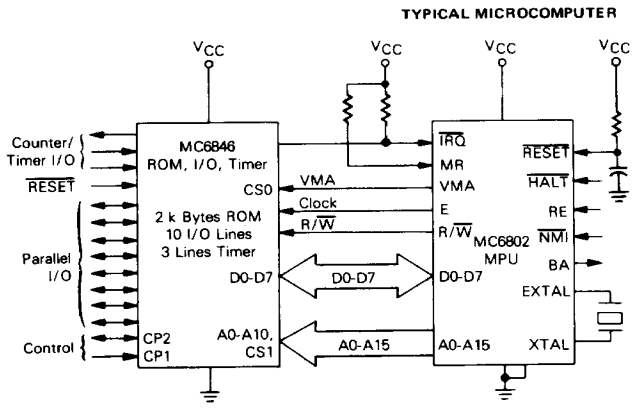 TYPICAL MICROCOMPUTER
VCC
VCC
VCC
VCC
Counter/
Timer I/O
RESET
Parallel
I/O
Control
MC6846
ROM, I/O, Timer
CS0
2 k Bytes ROM
10 I/O Lines
3 Lines Timer
D0-D7
CP2
CP1
A0-A10,
CS1
VMA
Clock
R/W
D0-D7
A0-A15
IRQ
MR
VMA
E
R/W
MC6802
MPU
D0-D7
A0-A15
RESET
HALT
RE
NMI
BA
EXTAL
XTAL